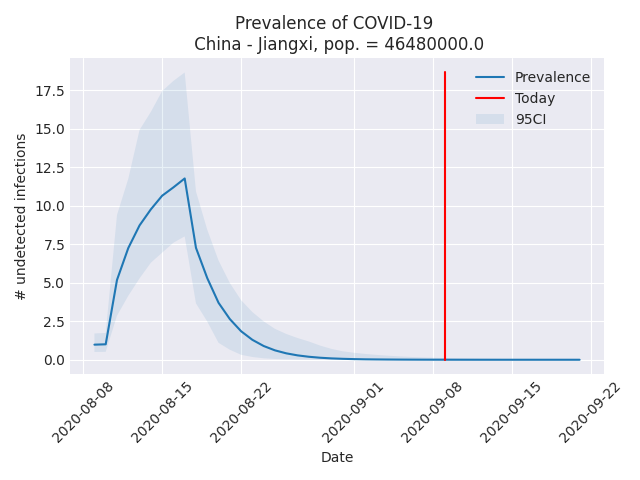 Prevalence of COVID-19
China - Jiangxi, pop. = 46480000.0
Prevalence
Today
95CI
# undetected infections
17.5
15.0
12.5
10.0
7.5
5.0
2.5
0.0
2020-08-08
2020-08-15
2020-08-22
2020-09-01
2020-09-08
2020-09-15
2020-09-22
Date